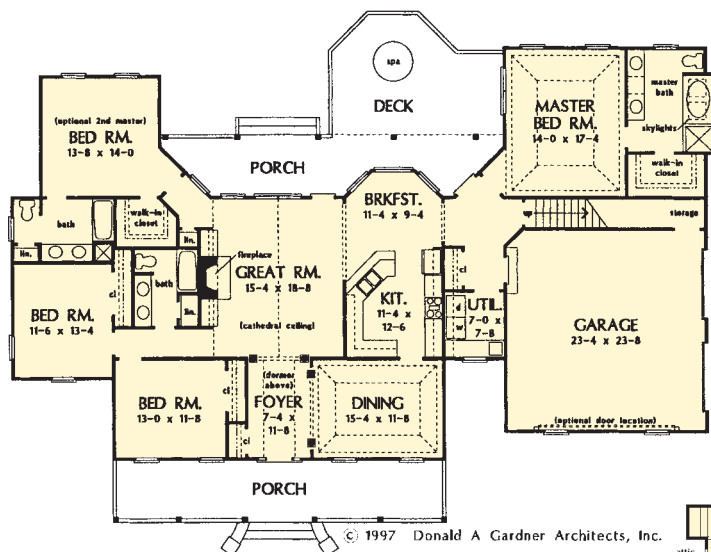 spa
DECK
MASTER
BED RM.
14-0 x 17-4
master
bath
skylights
walk-in
closet
(optional 2nd master)
BED RM.
13-8 x 14-0
PORCH
BRKFST.
11-4 x 9-4
bath
walk-in
closet
lin.
lin.
up
storage
fireplace
GREAT RM.
15-4 x 18-8
(cathedral ceiling)
bath
lin.
cl
cl
BED RM.
11-6 x 13-4
KIT.
11-4 x
12-6
d
w
UTIL.
7-0 x
7-8
GARAGE
23-4 x 23-8
(optional door location)
BED RM.
13-0 x 11-8
cl
cl
(dormer
above)
FOYER
7-4 x
11-8
DINING
15-4 x 11-8
PORCH
© 1997 Donald A Gardner Architects, Inc.
attic